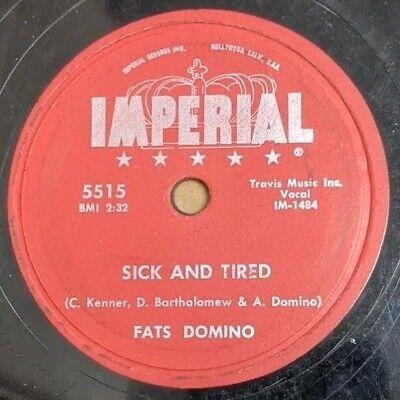 IMPERIAL RECORDS INC. HOLLYWOOD, CALIF. U.S.A.
IMPERIAL
®
5515
BMI 2:32
Travis Music Inc.
Vocal
IM-1484
SICK AND TIRED
(C. Kenner, D. Bartholomew & A. Domino)
FATS DOMINO